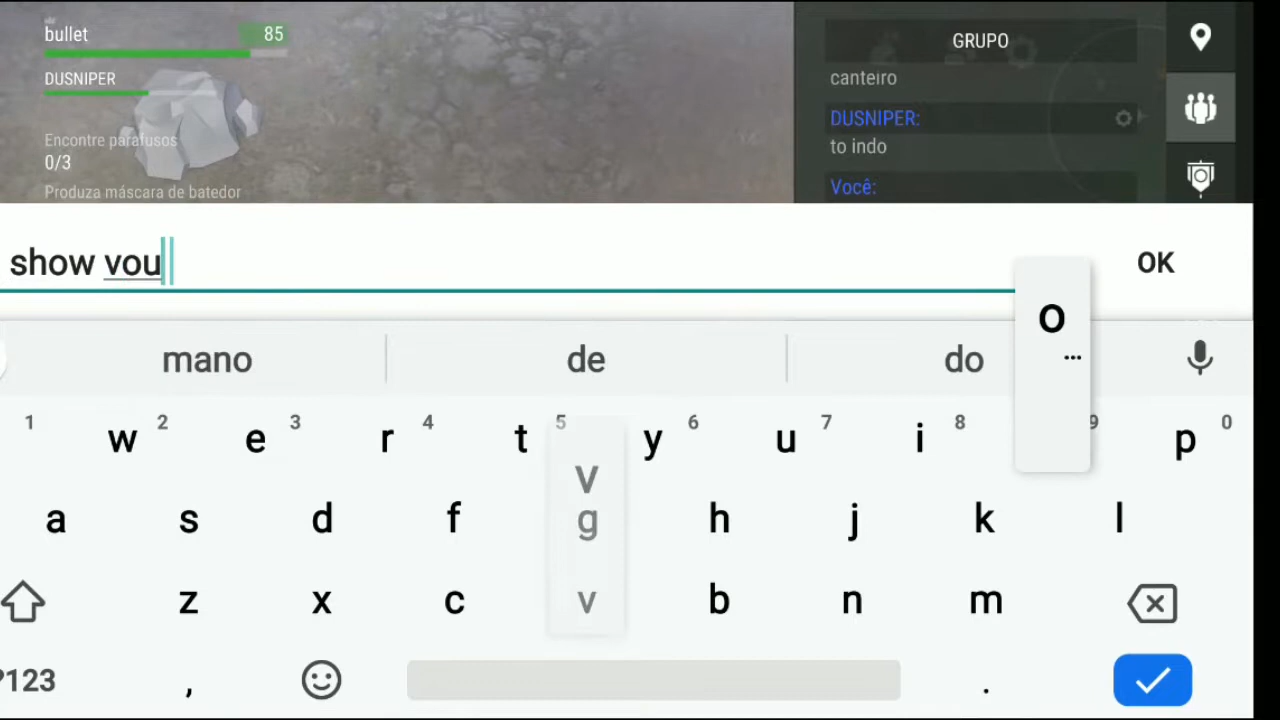 bullet 85
DUSNIPER
Encontre parafusos
0/3
Produza máscara de batedor
GRUPO
canteiro
DUSNIPER:
to indo
Você:
show vou
OK
mano de do
o
...
1 2 3 4 5 6 7 8 9 0
w e r t y u i p
v
a s d f g h j k l
z x c v b n m
?123 , .